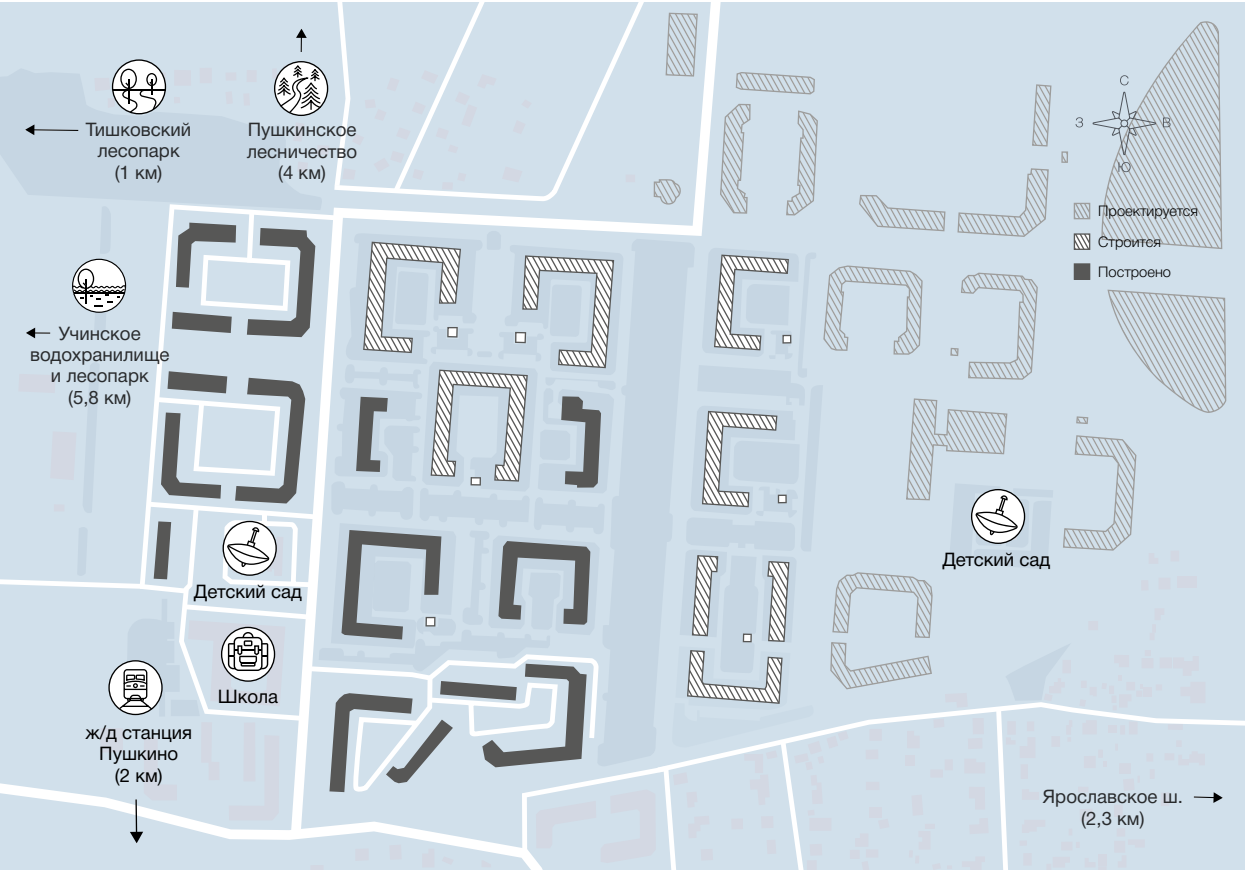 Тишковский
лесопарк
(1 км)
Пушкинское
лесничество
(4 км)
С
З
В
Ю
Проектируется
Строится
Построено
Учинское
водохранилище
и лесопарк
(5,8 км)
Детский сад
Детский сад
Школа
ж/д станция
Пушкино
(2 км)
Ярославское ш.
(2,3 км)